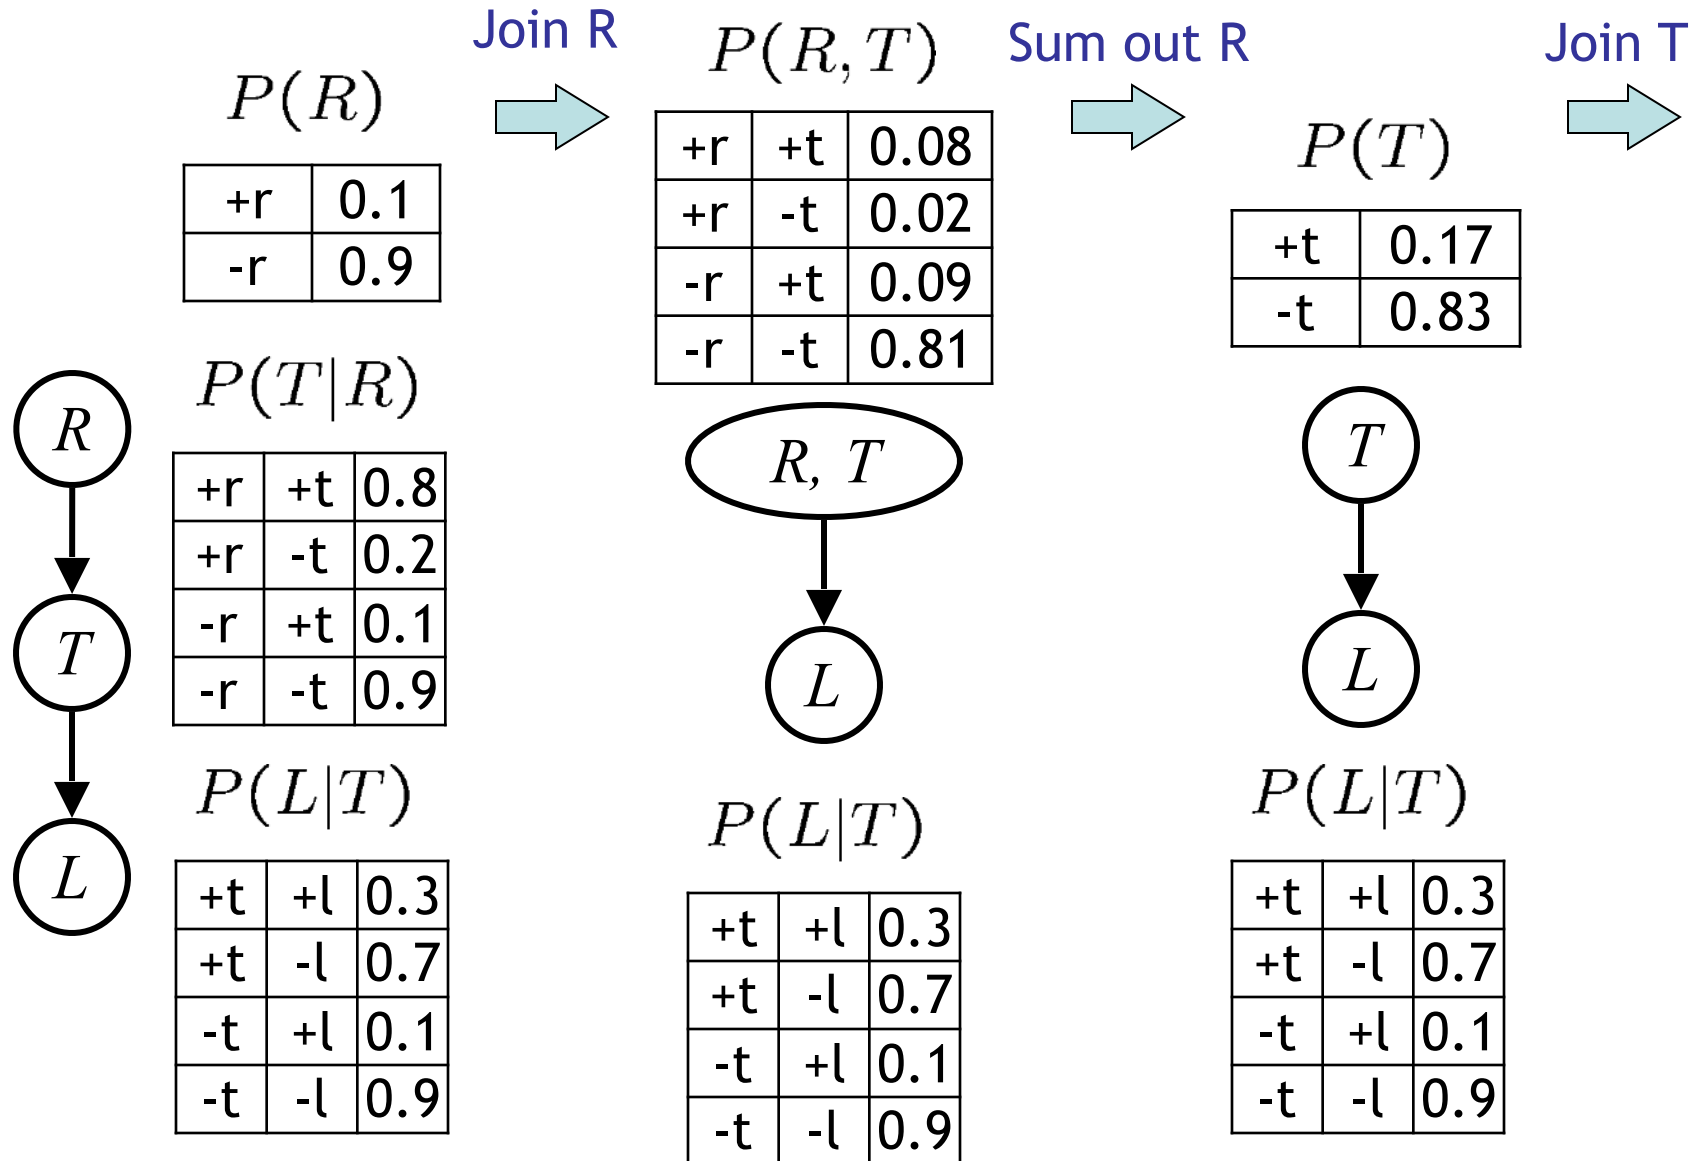 Join R
Sum out R
Join T
P(R)
+r 0.1
-r 0.9
P(T|R)
+r +t 0.8
+r -t 0.2
-r +t 0.1
-r -t 0.9
P(L|T)
+t +l 0.3
+t -l 0.7
-t +l 0.1
-t -l 0.9
R
T
L
P(R, T)
+r +t 0.08
+r -t 0.02
-r +t 0.09
-r -t 0.81
R, T
L
P(L|T)
+t +l 0.3
+t -l 0.7
-t +l 0.1
-t -l 0.9
P(T)
+t 0.17
-t 0.83
T
L
P(L|T)
+t +l 0.3
+t -l 0.7
-t +l 0.1
-t -l 0.9